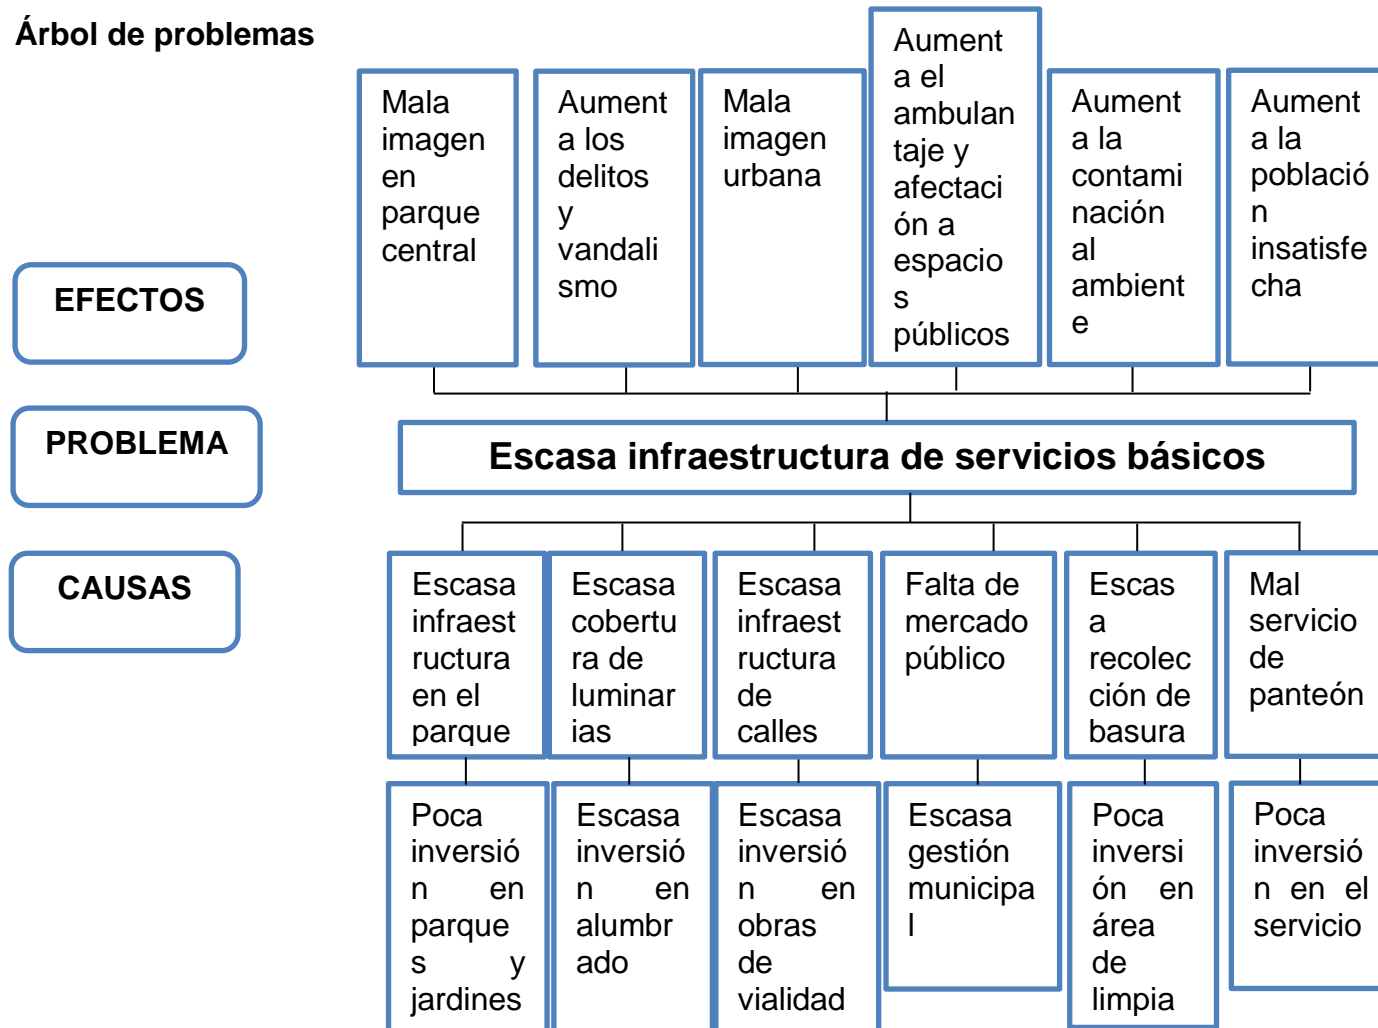 Árbol de problemas
Mala
imagen
en
parque
central
Aument
a los
delitos
y
vandali
smo
Mala
imagen
urbana
Aument
a el
ambulan
taje y
afectaci
ón a
espacio
s
públicos
Aument
a la
contami
nación
al
ambient
e
Aument
a la
població
n
insatisfe
cha
EFECTOS
PROBLEMA
Escasa infraestructura de servicios básicos
CAUSAS
Escasa
infraest
ructura
en el
parque
Escasa
cobertu
ra de
luminar
ias
Escasa
infraest
ructura
de
calles
Falta de
mercado
público
Escas
a
recolec
ción de
basura
Mal
servicio
de
panteón
Poca
inversió
n en
parque
s y
jardines
Escasa
inversió
n en
alumbr
ado
Escasa
inversió
n en
obras
de
vialidad
Escasa
gestión
municipa
l
Poca
inversi
ón en
área
de
limpia
Poca
inversió
n en el
servicio